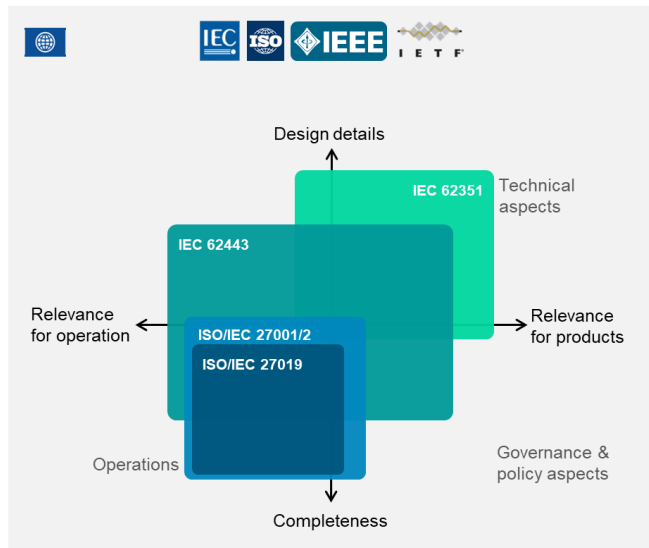 IEC
ISO
IEEE
IETF
Design details
IEC 62351
Technical
aspects
IEC 62443
Relevance
for operation
Relevance
for products
ISO/IEC 27001/2
ISO/IEC 27019
Operations
Governance &
policy aspects
Completeness